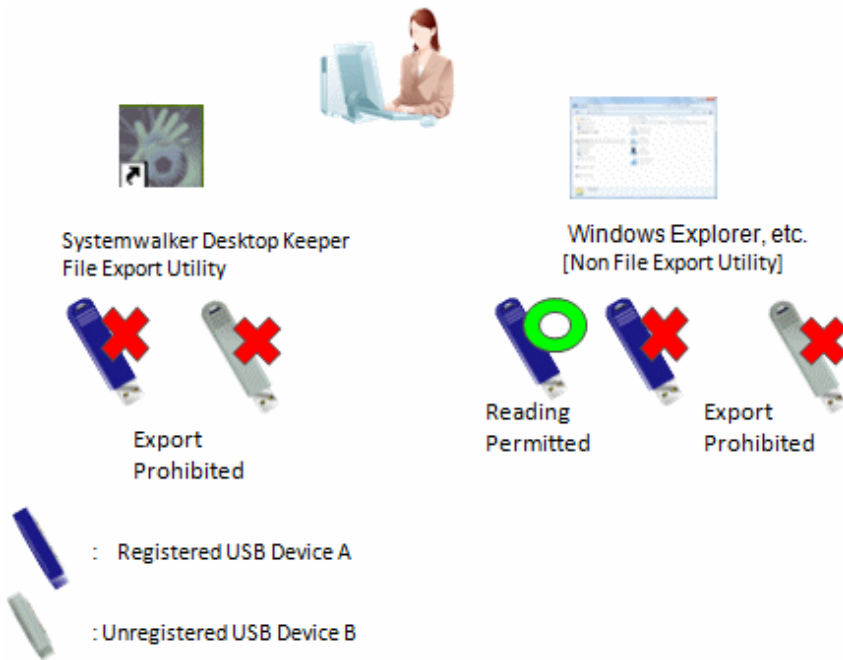 Systemwalker Desktop Keeper
File Export Utility
Windows Explorer, etc.
[Non File Export Utility]
Export
Prohibited
Reading
Permitted
Export
Prohibited
: Registered USB Device A
: Unregistered USB Device B